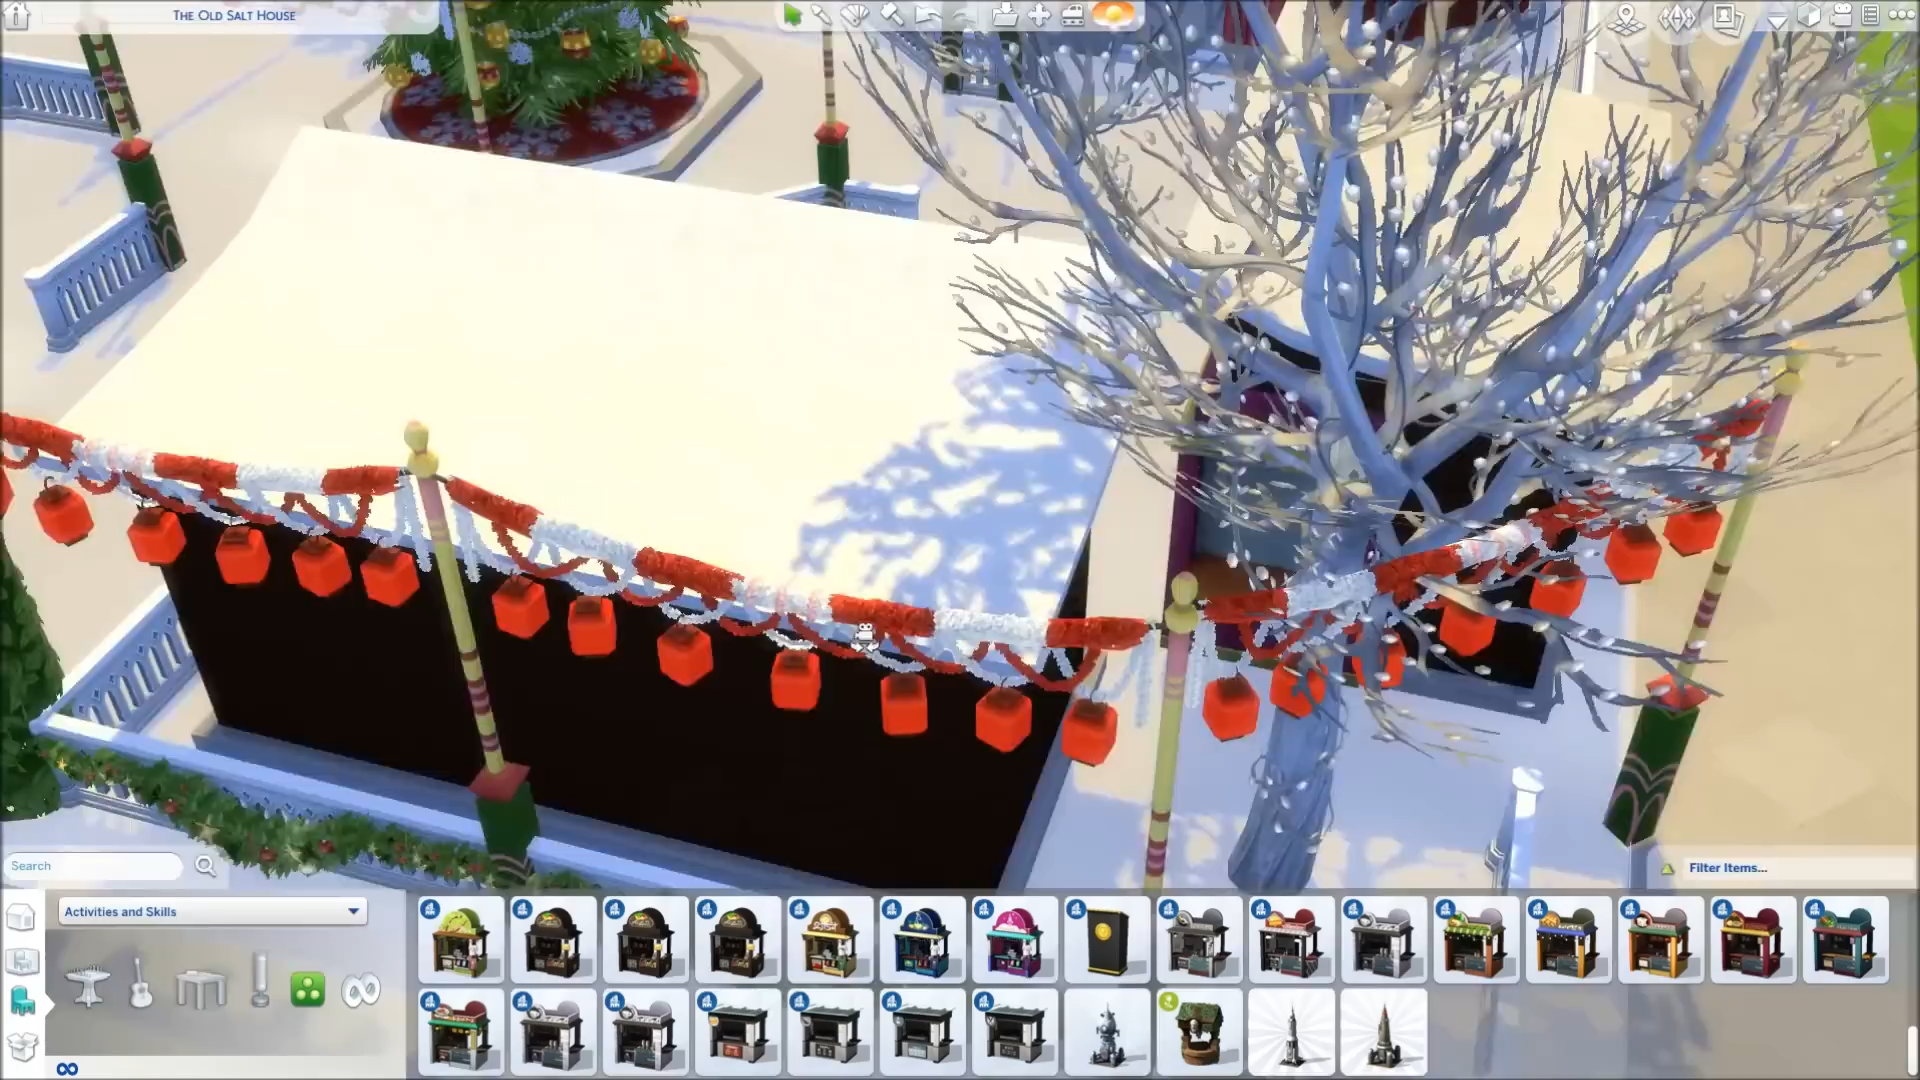 The Old Salt House
Search
Filter Items...
Activities and Skills